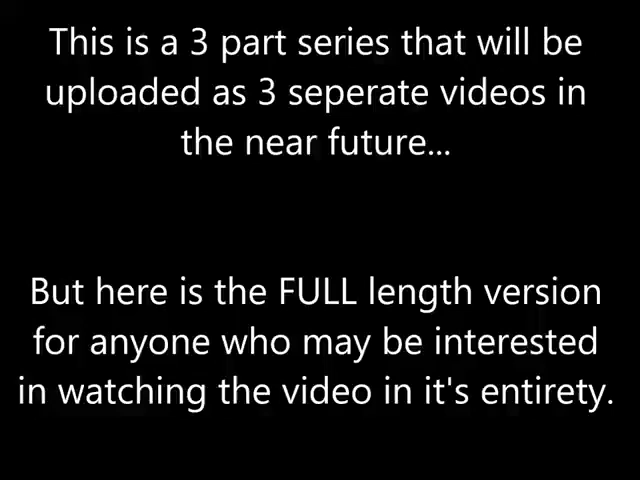 This is a 3 part series that will be
uploaded as 3 seperate videos in
the near future...
But here is the FULL length version
for anyone who may be interested
in watching the video in it's entirety.